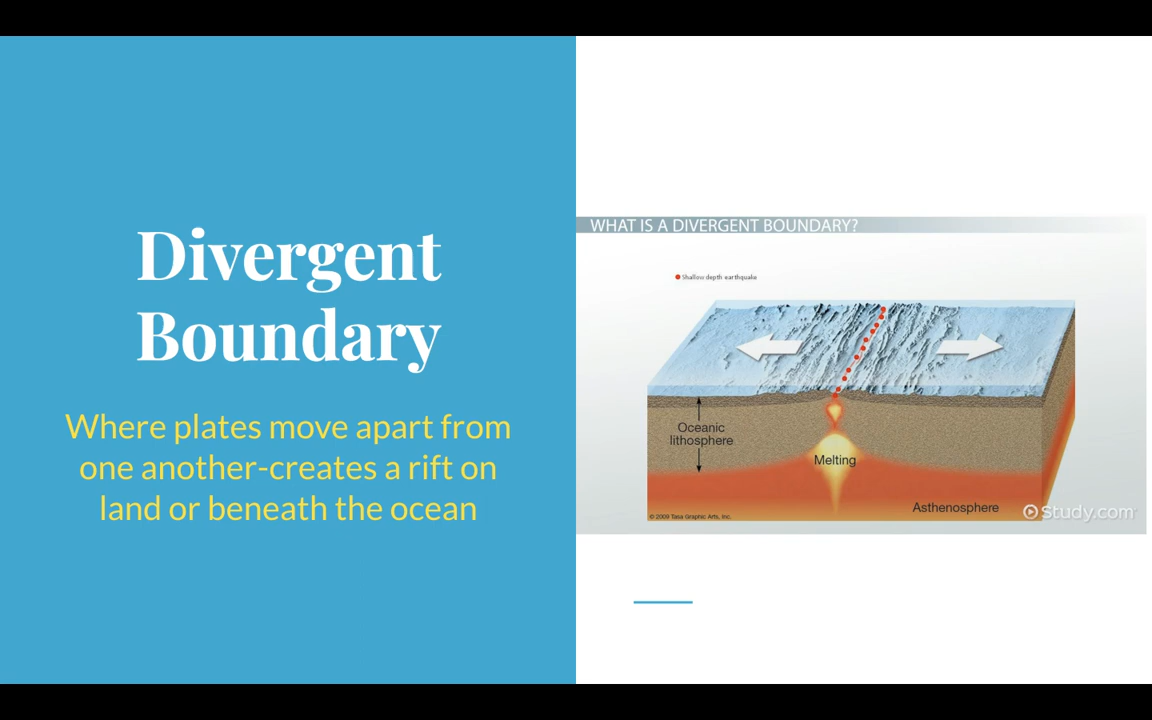 Divergent
Boundary
Where plates move apart from
one another-creates a rift on
land or beneath the ocean
WHAT IS A DIVERGENT BOUNDARY?
Shallow depth earthquake
Oceanic
lithosphere
Melting
Asthenosphere
© 2009 Tasa Graphic Arts, Inc.
Study.com